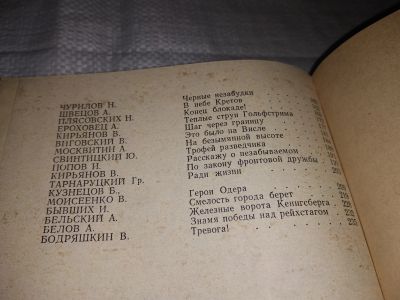 ЧУРИЛОВ Н.
ШВЕЦОВ А.
ПЛЯСОВСКИХ Н.
ЕРОХОВЕЦ А.
КИРЬЯНОВ В.
ВИГОВСКИЙ В.
МОСКВИТИН А.
СВИНТИЦКИЙ Ю.
ПОПОВ И.
КИРЬЯНОВ В.
ТАРНАРУЦКИЙ Гр.
КУЗНЕЦОВ Б.
МОИСЕЕНКО В.
БЫВШИХ И.
БЕЛЬСКИЙ А.
БЕЛОВ А.
БОДРЯШКИН В.
Черные незабудки
В небе Кретов
Конец блокаде!
Теплые струи Гольфстрима
Шаг через границу
Это было на Висле
На безымянной высоте
Трофей разведчика
Расскажу о незабываемом
По закону фронтовой дружбы
Ради жизни
Герои Одера
Смелость города берет
Железные ворота Кенигсберга
Знамя победы над рейхстагом
Тревога!